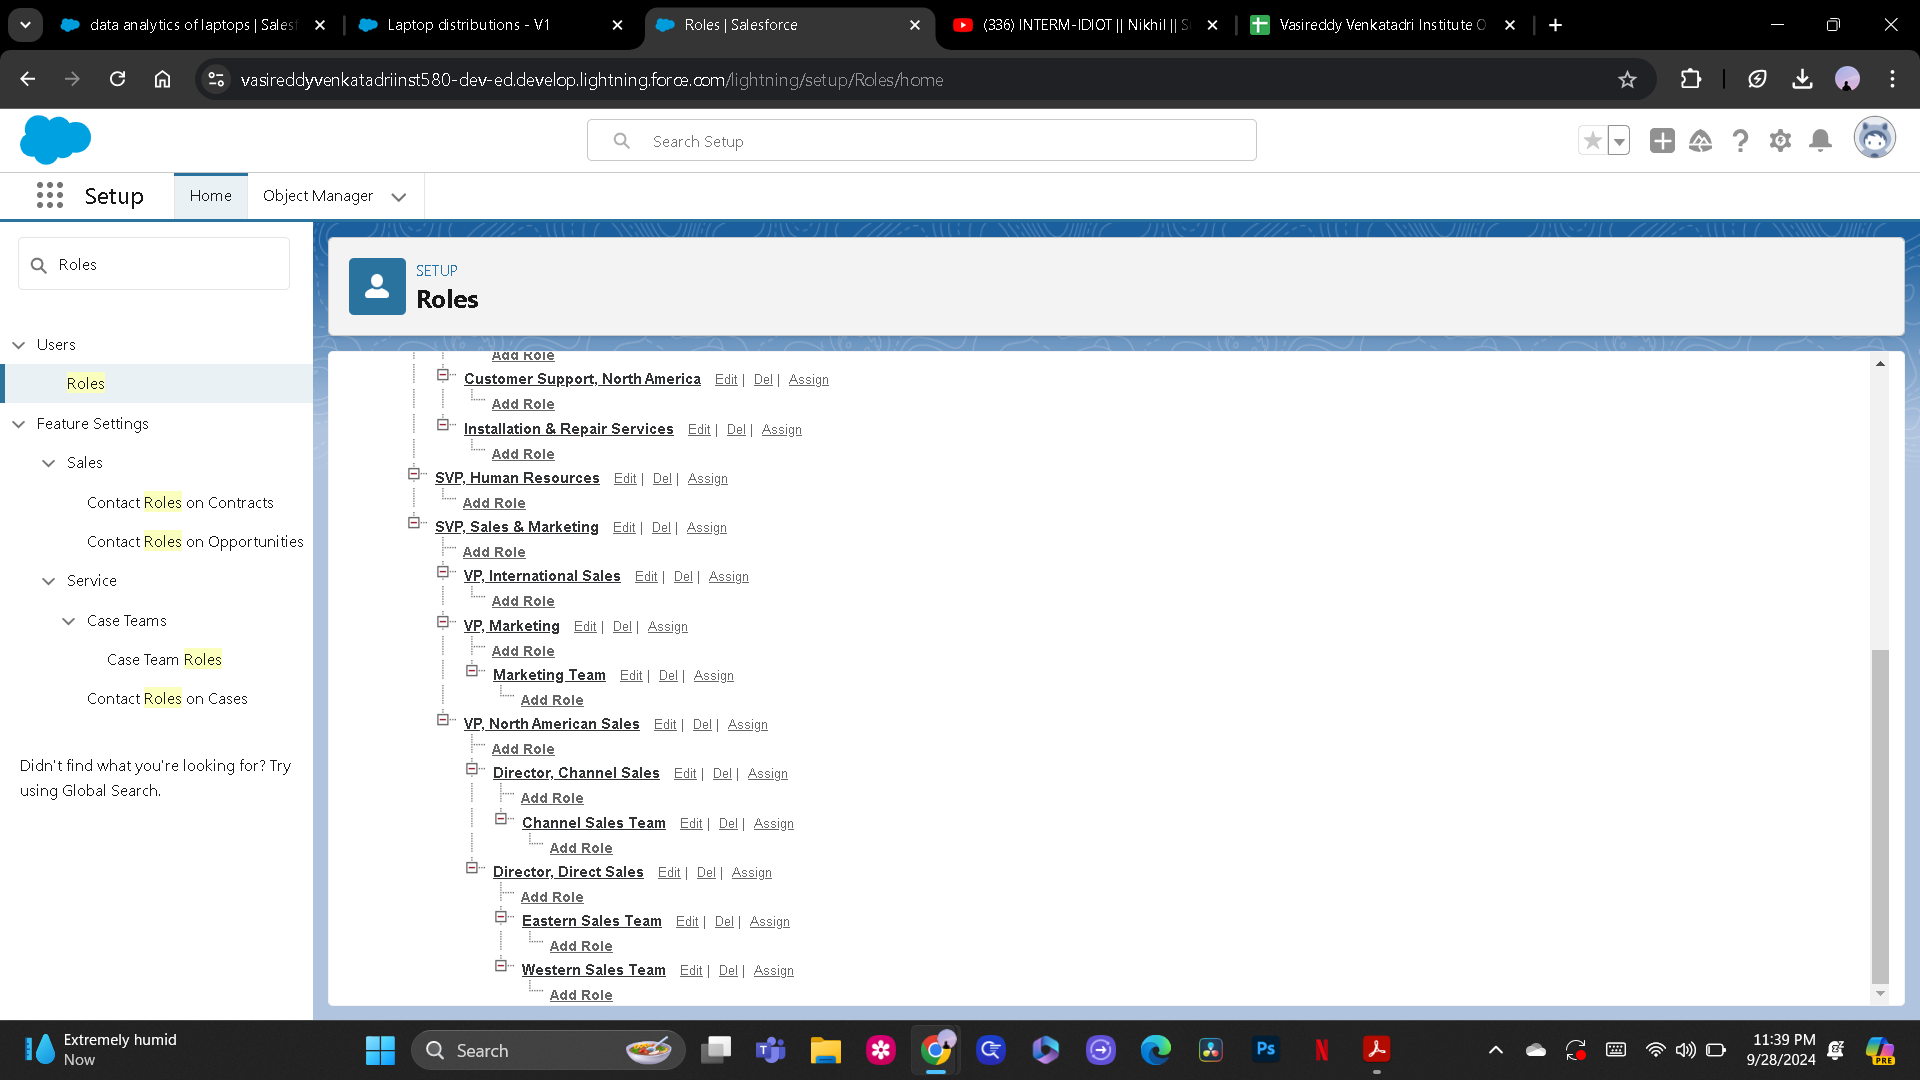 data analytics of laptops | Sales
Laptop distributions - V1
Roles | Salesforce
(336) INTERM-IDIOT || Nikhil || S
Vasireddy Venkatadri Institute O
vasireddyvenkatadriinst580-dev-ed.develop.lightning.force.com/lightning/setup/Roles/home
Search Setup
Setup
Home
Object Manager
Roles
Users
Roles
Feature Settings
Sales
Contact Roles on Contracts
Contact Roles on Opportunities
Service
Case Teams
Case Team Roles
Contact Roles on Cases
Didn't find what you're looking for? Try
using Global Search.
SETUP
Roles
Add Role
Customer Support, North America Edit | Del | Assign
Add Role
Installation & Repair Services Edit | Del | Assign
Add Role
SVP, Human Resources Edit | Del | Assign
Add Role
SVP, Sales & Marketing Edit | Del | Assign
Add Role
VP, International Sales Edit | Del | Assign
Add Role
VP, Marketing Edit | Del | Assign
Add Role
Marketing Team Edit | Del | Assign
Add Role
VP, North American Sales Edit | Del | Assign
Add Role
Director, Channel Sales Edit | Del | Assign
Add Role
Channel Sales Team Edit | Del | Assign
Add Role
Director, Direct Sales Edit | Del | Assign
Add Role
Eastern Sales Team Edit | Del | Assign
Add Role
Western Sales Team Edit | Del | Assign
Add Role
Extremely humid
Now
Search
Ps
11:39 PM
9/28/2024
PRE